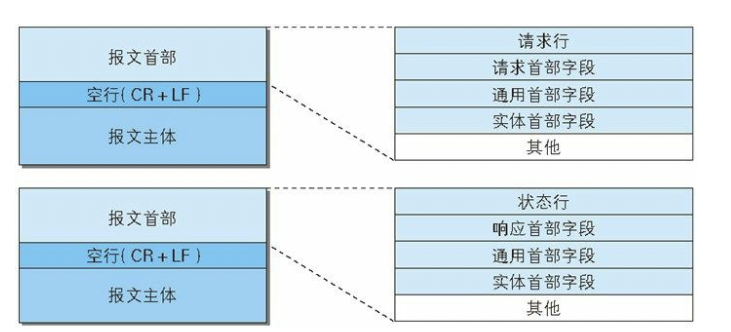 报文首部
空行( CR + LF )
报文主体
请求行
请求首部字段
通用首部字段
实体首部字段
其他
报文首部
空行( CR + LF )
报文主体
状态行
响应首部字段
通用首部字段
实体首部字段
其他